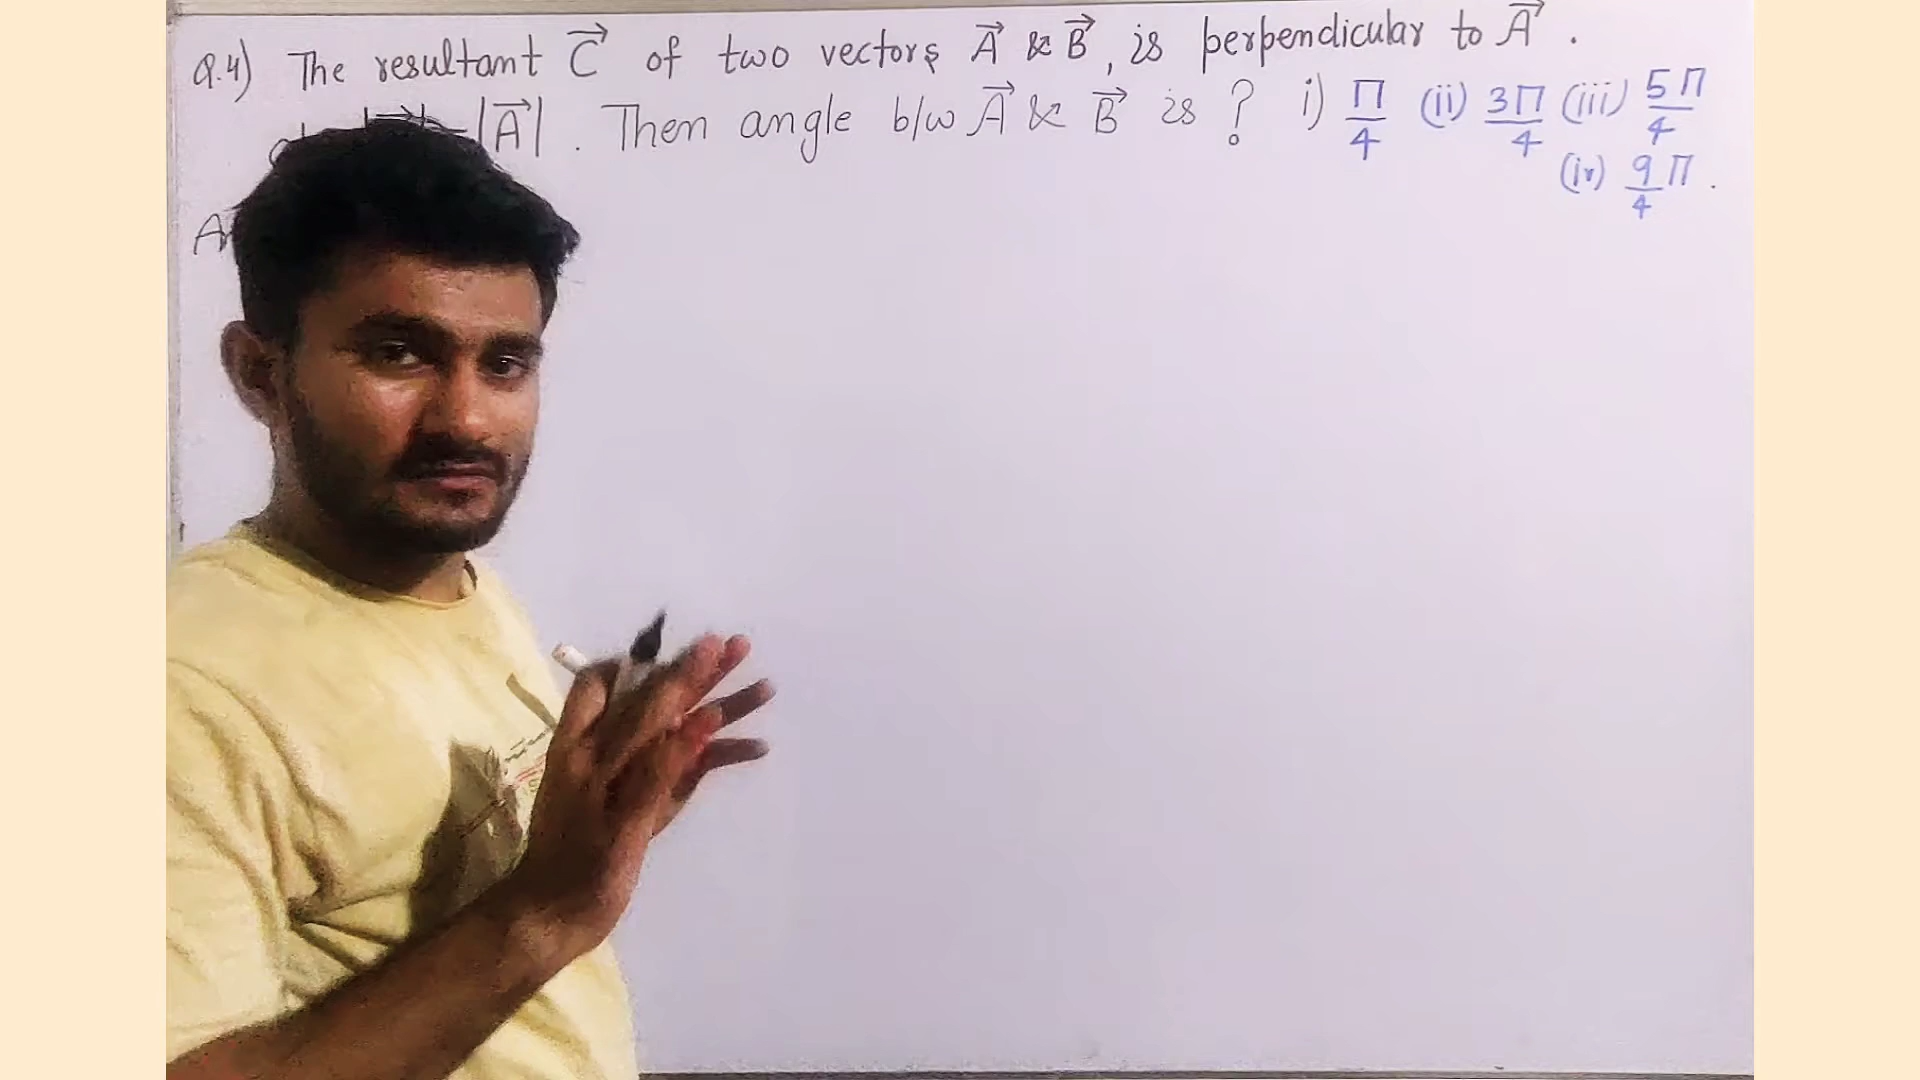 Q.4) The resultant C⃗ of two vectors A⃗ & B⃗, is perpendicular to A⃗ .
|A⃗| . Then angle b/w A⃗ & B⃗ is ? i) Π/4 (ii) 3Π/4 (iii) 5Π/4
(iv) 9/4 Π .